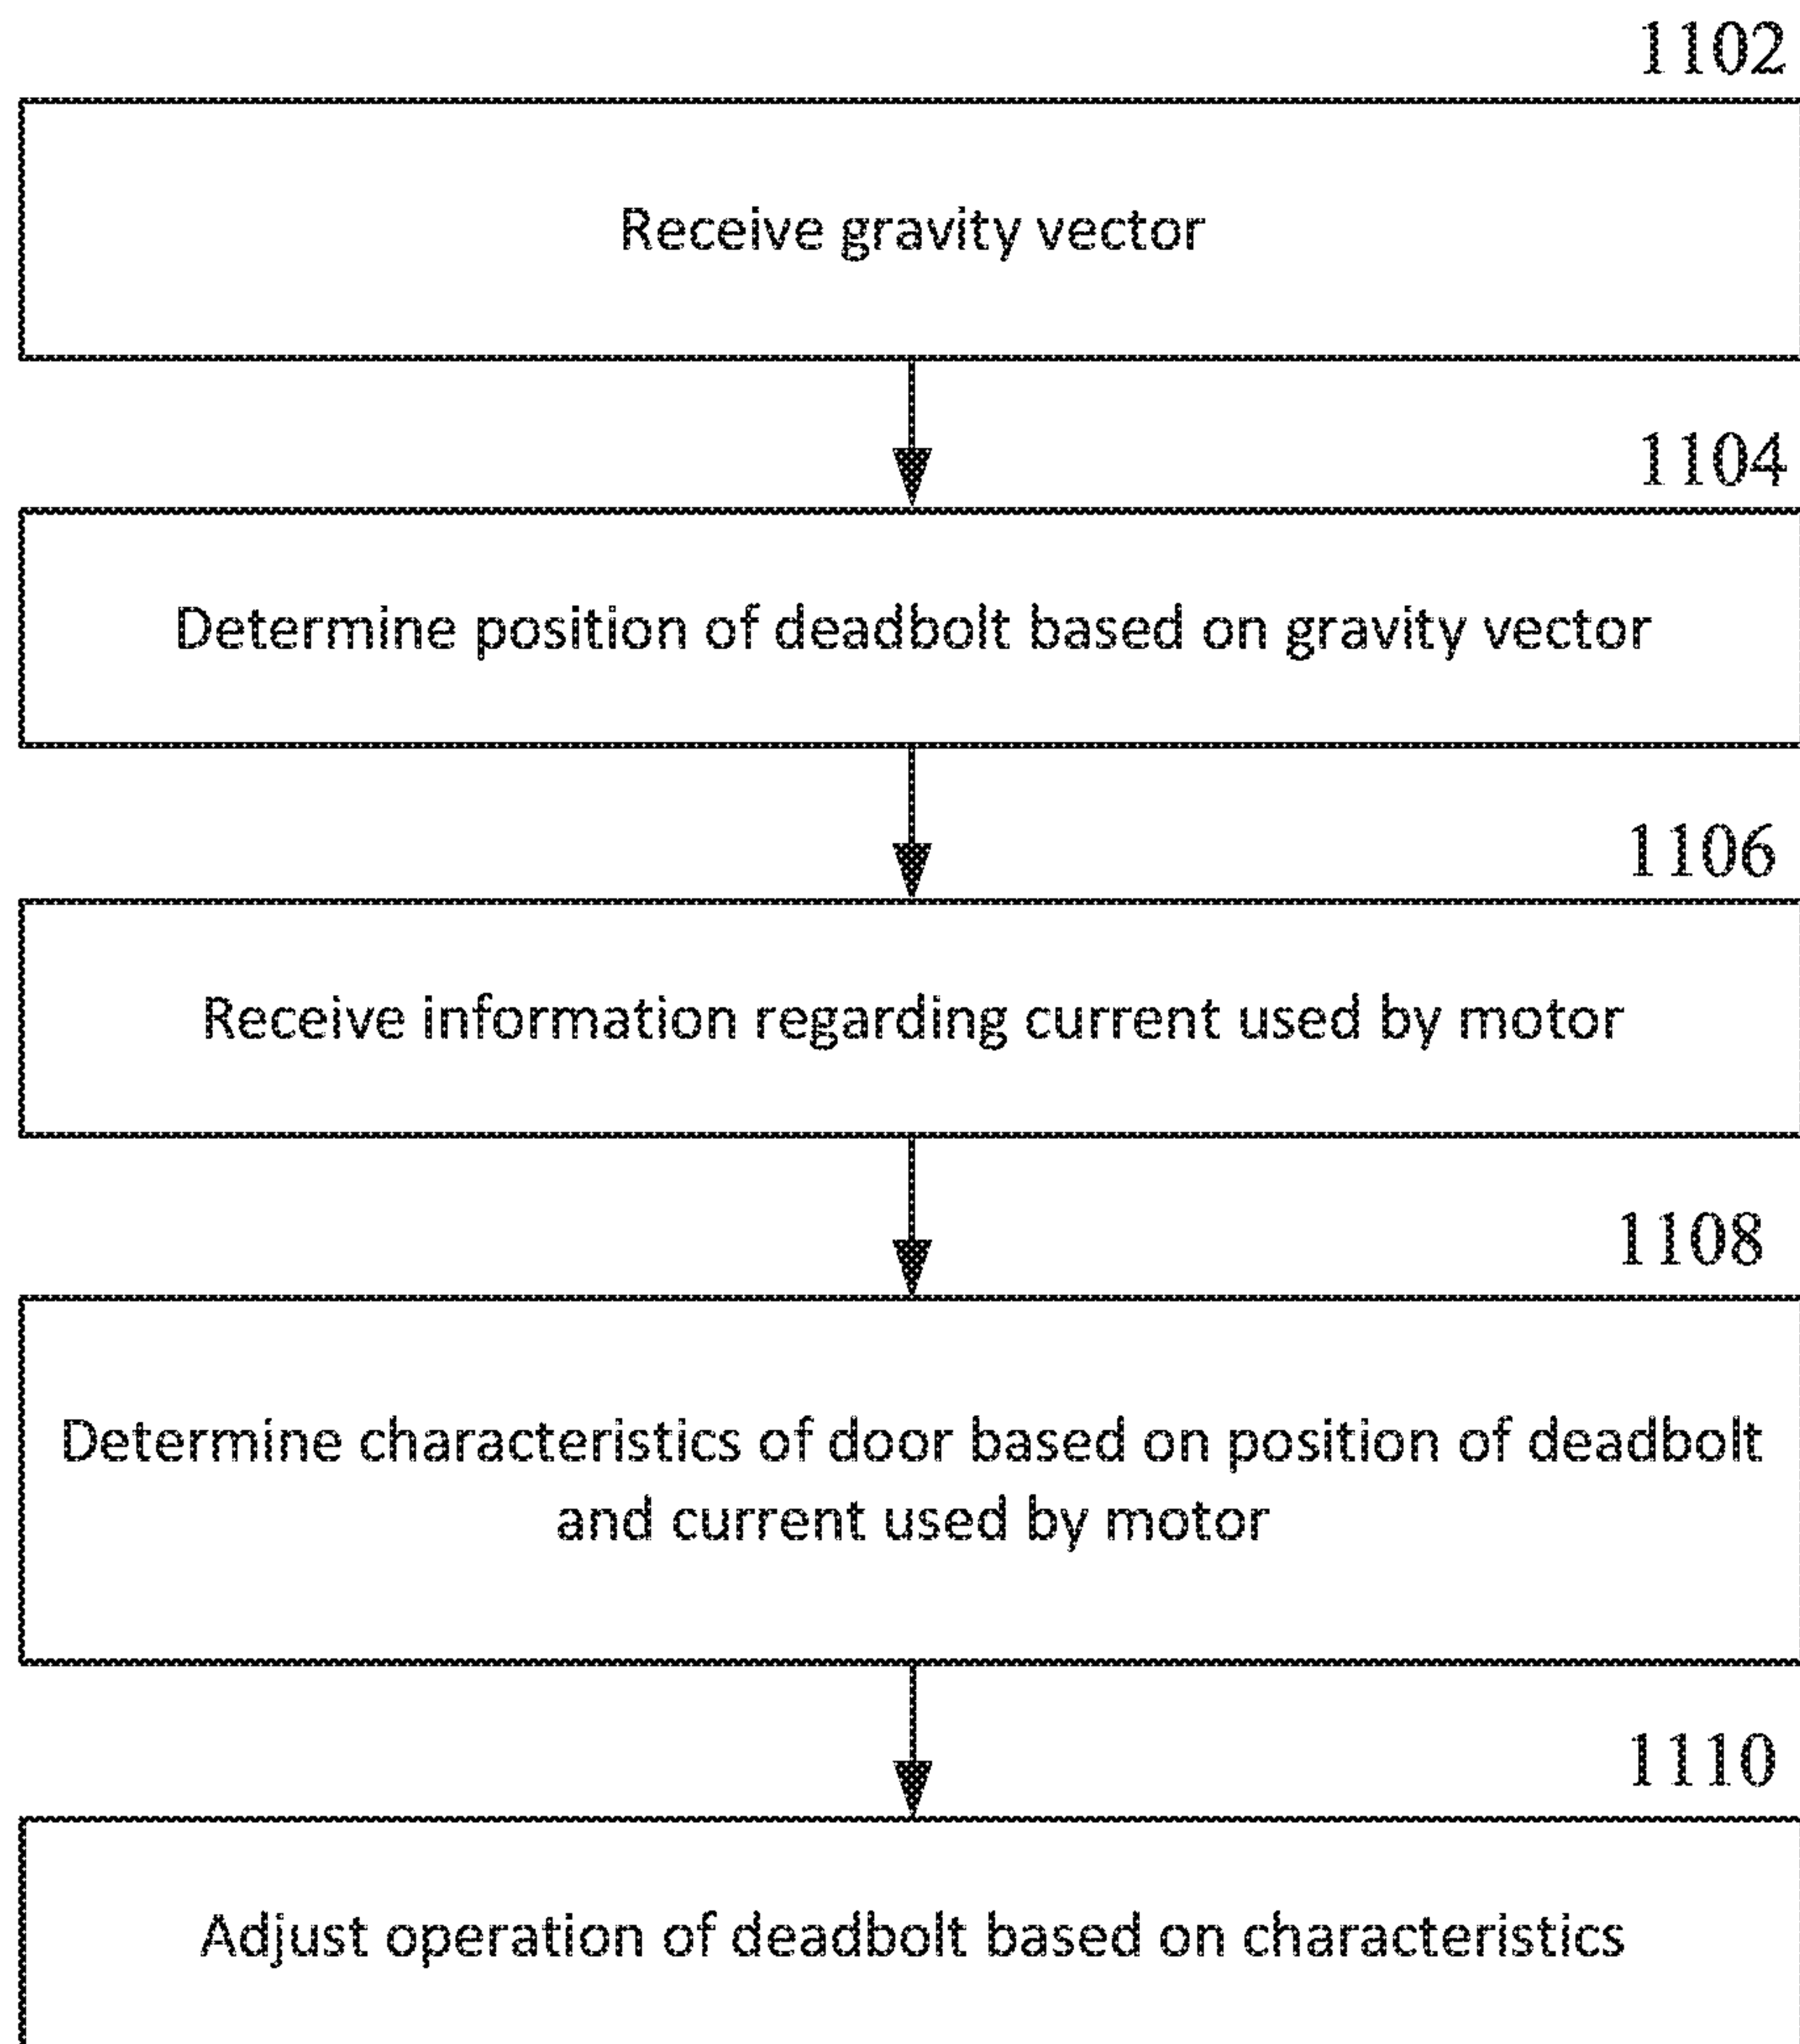 1102
Receive gravity vector
1104
Determine position of deadbolt based on gravity vector
1106
Receive information regarding current used by motor
1108
Determine characteristics of door based on position of deadbolt
and current used by motor
1110
Adjust operation of deadbolt based on characteristics